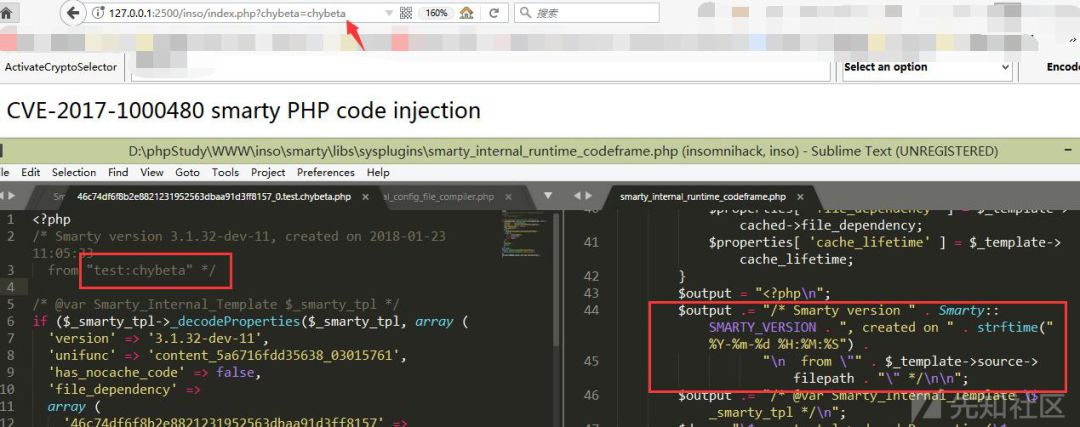 127.0.0.1:2500/inso/index.php?chybeta=chybeta
160%
搜索
ActivateCryptoSelector
Select an option
Encode
CVE-2017-1000480 smarty PHP code injection
D:\phpStudy\WWW\inso\smarty\libs\sysplugins\smarty_internal_runtime_codeframe.php (insomnihack, inso) - Sublime Text (UNREGISTERED)
File Edit Selection Find View Goto Tools Project Preferences Help
46c74df6f8b2e8821231952563dbaa91d3ff8157_0.test.chybeta.php
al_config_file_compiler.php
1 <?php
2 /* Smarty version 3.1.32-dev-11, created on 2018-01-23
11:05:33
3 from "test:chybeta" */
4
5 /* @var Smarty_Internal_Template $_smarty_tpl */
6 if ($_smarty_tpl->_decodeProperties($_smarty_tpl, array (
7 'version' => '3.1.32-dev-11',
8 'unifunc' => 'content_5a6716fdd35638_03015761',
9 'has_nocache_code' => false,
10 'file_dependency' =>
11 array (
12 '46c74df6f8b2e8821231952563dbaa91d3ff8157' =>
smarty_internal_runtime_codeframe.php
40 $properties[ 'file_dependency' ] = $_template->
cached->file_dependency;
41 $properties[ 'cache_lifetime' ] = $_template->
cache_lifetime;
42 }
43 $output = "<?php\n";
44 $output .= "/* Smarty version " . Smarty::
SMARTY_VERSION . ", created on " . strftime("
%Y-%m-%d %H:%M:%S") .
45 "\n from \"" . $_template->source->
filepath . "\" */\n\n";
46 $output .= "/* @var Smarty_Internal_Template \$
_smarty_tpl */\n";
先知社区